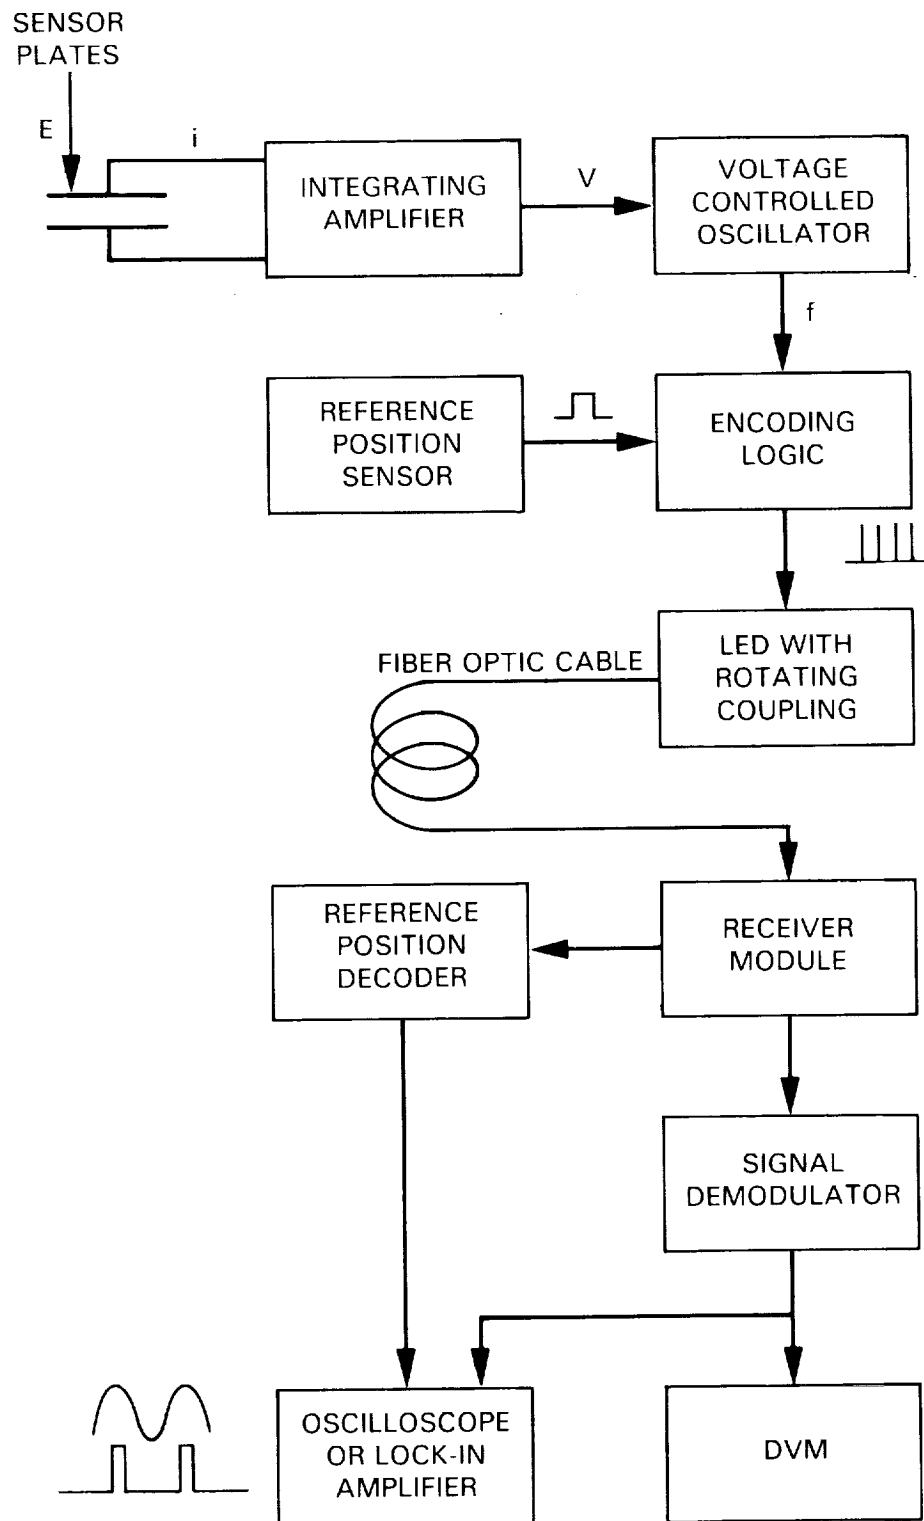 SENSOR
PLATES
E
i
INTEGRATING
AMPLIFIER
V
VOLTAGE
CONTROLLED
OSCILLATOR
f
REFERENCE
POSITION
SENSOR
ENCODING
LOGIC
LED WITH
ROTATING
COUPLING
FIBER OPTIC CABLE
REFERENCE
POSITION
DECODER
RECEIVER
MODULE
SIGNAL
DEMODULATOR
OSCILLOSCOPE
OR LOCK-IN
AMPLIFIER
DVM